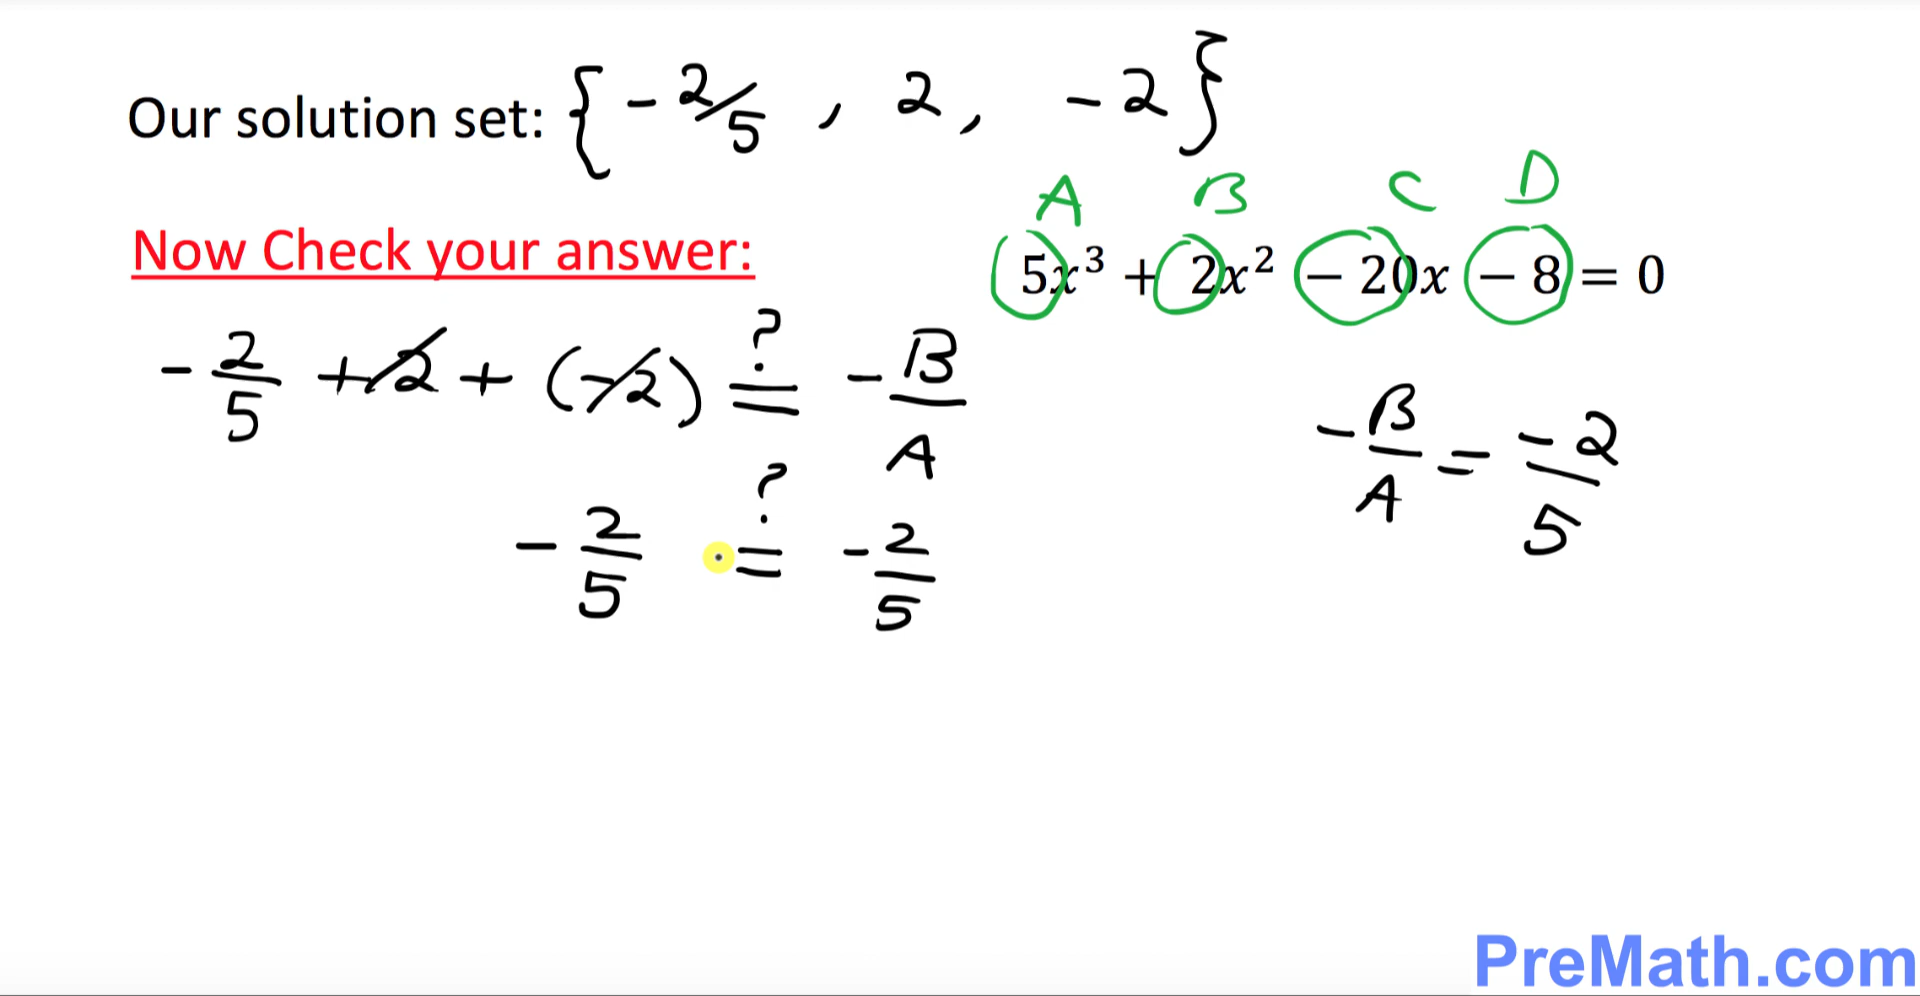 Our solution set: { - 2/5 , 2, - 2 }
A B C D
Now Check your answer:
5x³ + 2x² − 20x − 8 = 0
- 2/5 + 2 + (-2) ?= - B/A
- B/A = -2/5
- 2/5 ?= - 2/5
PreMath.com